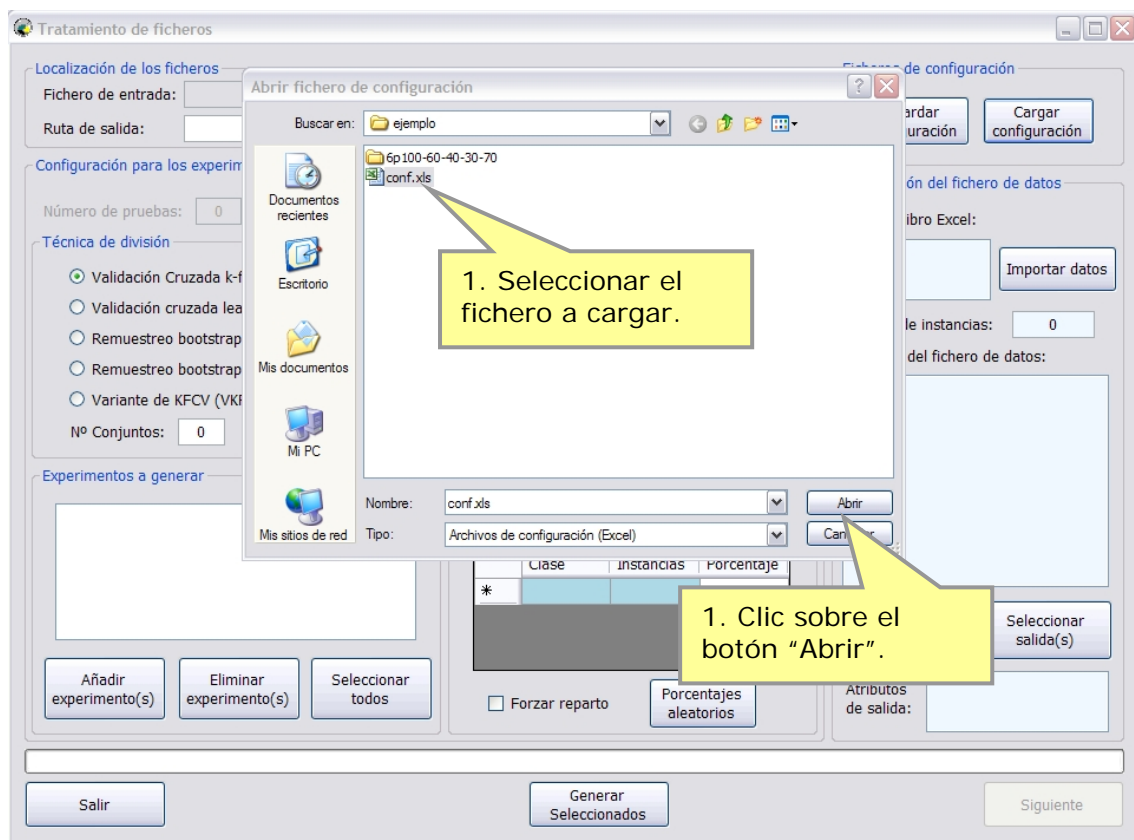 Tratamiento de ficheros
Localización de los ficheros
Fichero de entrada:
Ruta de salida:
Configuración para los experim
Número de pruebas: 0
Técnica de división
Validación Cruzada k-f
Validación cruzada lea
Remuestreo bootstrap
Remuestreo bootstrap
Variante de KFCV (VKF
Nº Conjuntos: 0
Experimentos a generar
Añadir
experimento(s)
Eliminar
experimento(s)
Seleccionar
todos
Abrir fichero de configuración
Buscar en: ejemplo
Documentos
recientes
Escritorio
Mis documentos
Mi PC
Mis sitios de red
6p100-60-40-30-70
conf.xls
1. Seleccionar el
fichero a cargar.
Nombre: conf.xls
Abrir
Tipo: Archivos de configuración (Excel)
Clase Instancias Porcentaje
*
1. Clic sobre el
botón “Abrir”.
Forzar reparto
Porcentajes
aleatorios
de configuración
ardar
uración
Cargar
configuración
ón del fichero de datos
ibro Excel:
Importar datos
de instancias: 0
del fichero de datos:
Seleccionar
salida(s)
Atributos
de salida:
Salir
Generar
Seleccionados
Siguiente